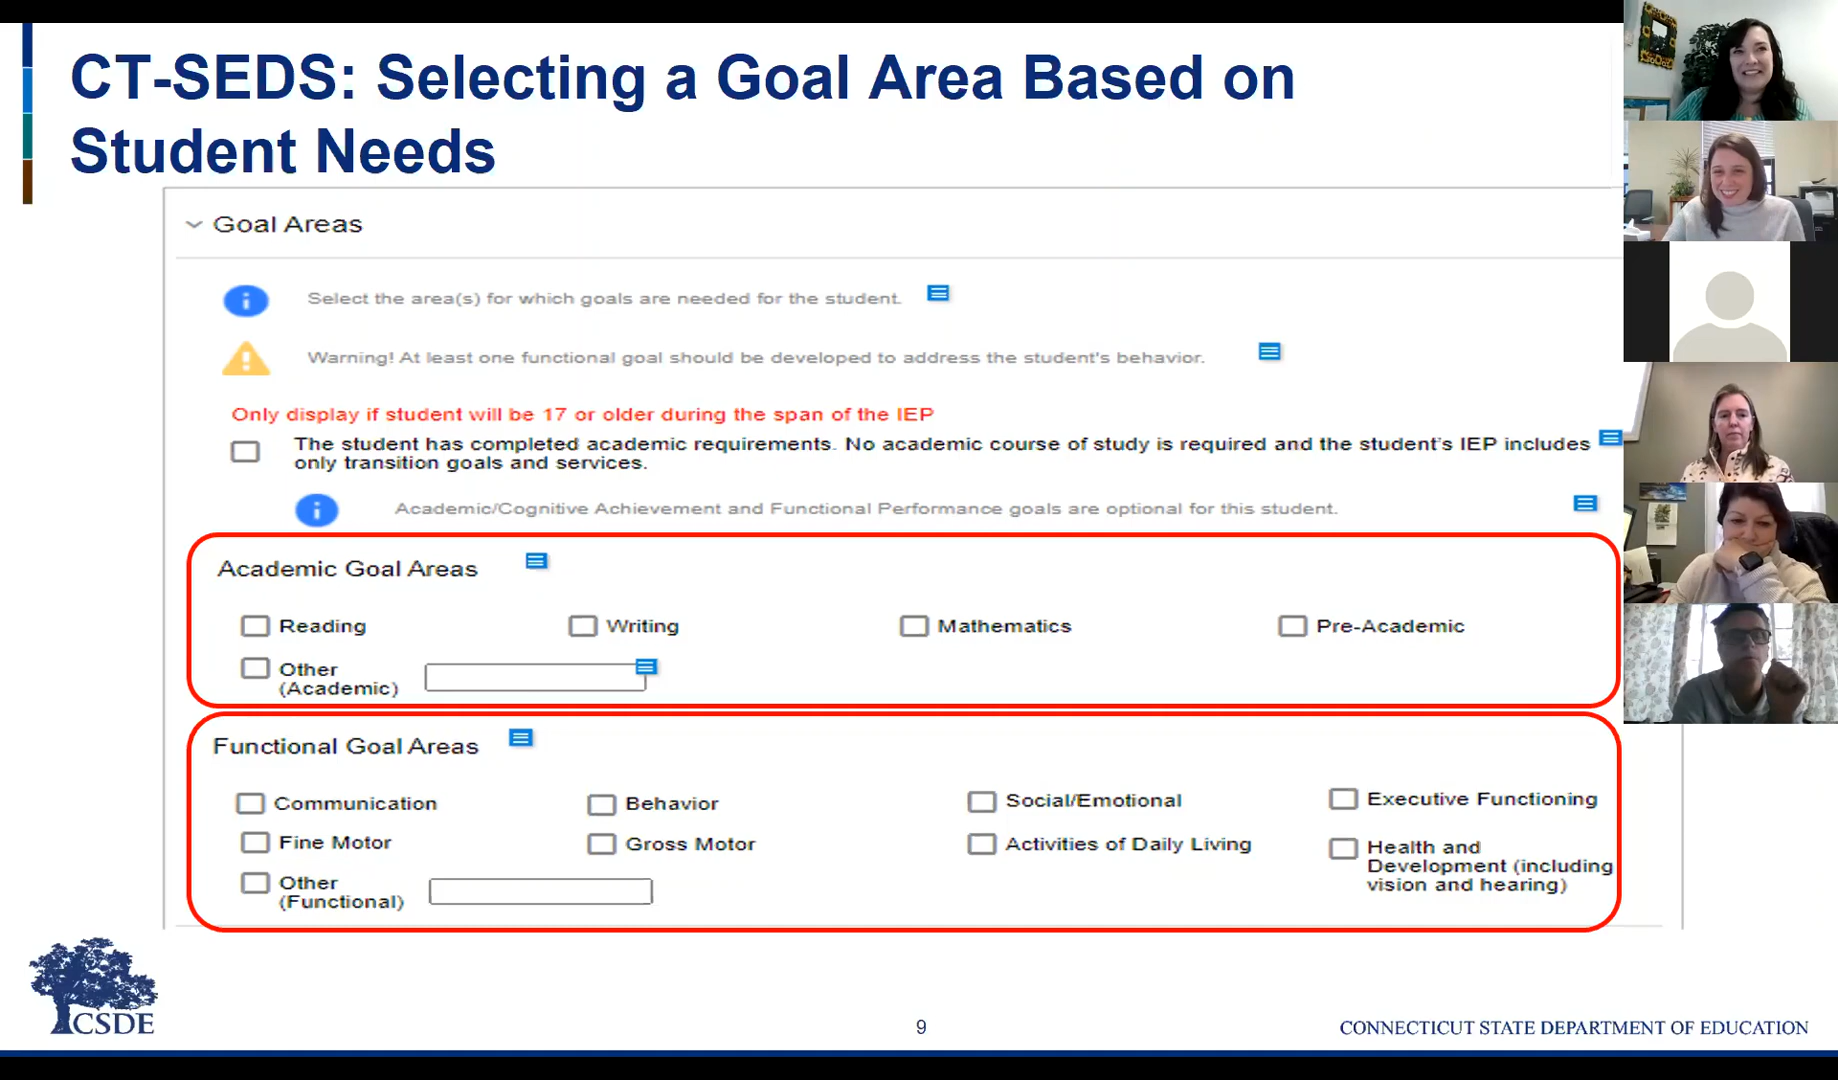 CT-SEDS: Selecting a Goal Area Based on
Student Needs
Goal Areas
Select the area(s) for which goals are needed for the student.
Warning! At least one functional goal should be developed to address the student's behavior.
Only display if student will be 17 or older during the span of the IEP
The student has completed academic requirements. No academic course of study is required and the student's IEP includes
only transition goals and services.
Academic/Cognitive Achievement and Functional Performance goals are optional for this student.
Academic Goal Areas
Reading Writing Mathematics Pre-Academic
Other
(Academic)
Functional Goal Areas
Communication Behavior Social/Emotional Executive Functioning
Fine Motor Gross Motor Activities of Daily Living Health and
Development (including
vision and hearing)
Other
(Functional)
CSDE
9
CONNECTICUT STATE DEPARTMENT OF EDUCATION